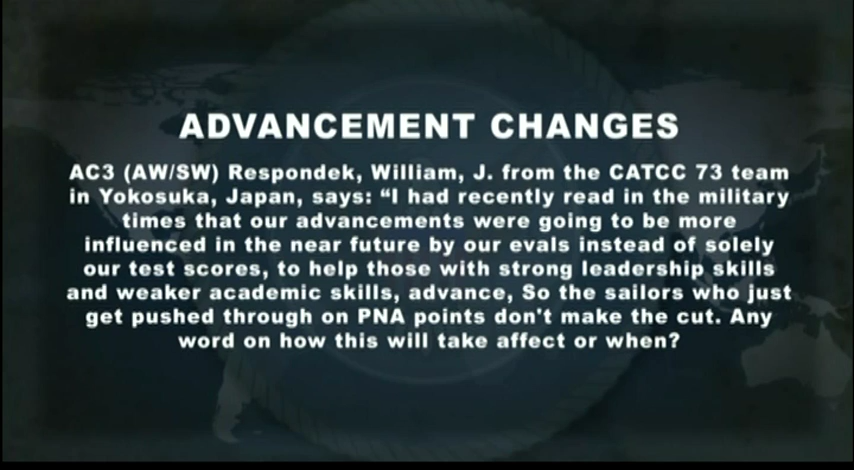 ADVANCEMENT CHANGES
AC3 (AW/SW) Respondek, William, J. from the CATCC 73 team
in Yokosuka, Japan, says: “I had recently read in the military
times that our advancements were going to be more
influenced in the near future by our evals instead of solely
our test scores, to help those with strong leadership skills
and weaker academic skills, advance, So the sailors who just
get pushed through on PNA points don't make the cut. Any
word on how this will take affect or when?